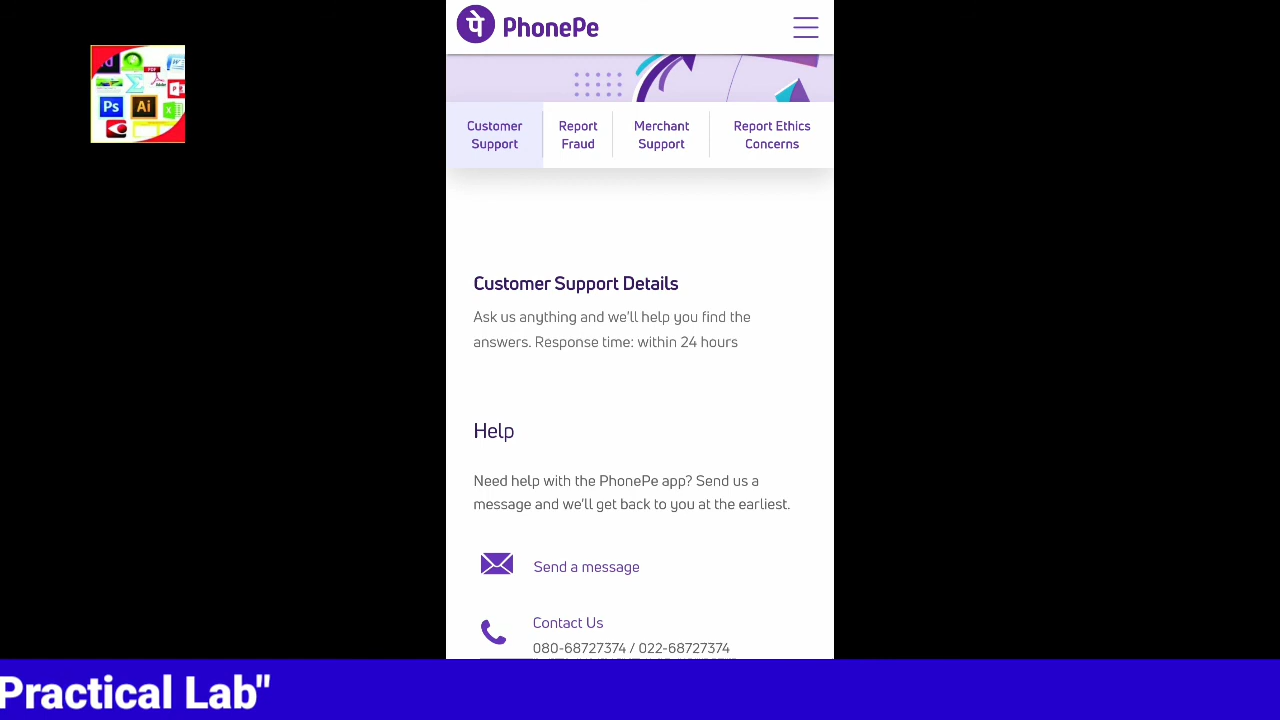 पे PhonePe
Customer
Support
Report
Fraud
Merchant
Support
Report Ethics
Concerns
Customer Support Details
Ask us anything and we'll help you find the
answers. Response time: within 24 hours
Help
Need help with the PhonePe app? Send us a
message and we'll get back to you at the earliest.
Send a message
Contact Us
080-68727374 / 022-68727374
Ps
Ai
PDF
Practical Lab"